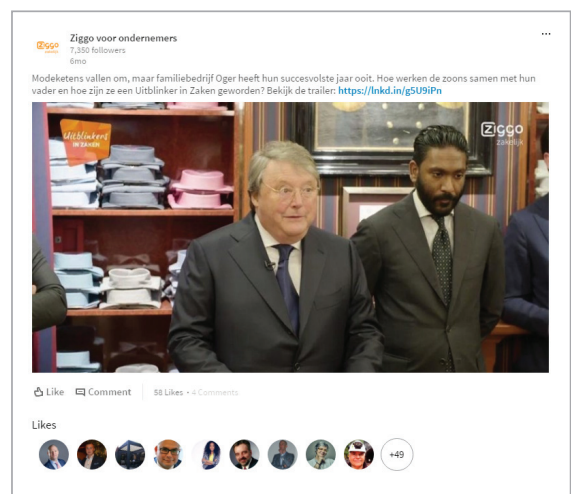 Ziggo voor ondernemers
7,350 followers
6mo
...
Ziggo
zakelijk
Modeketens vallen om, maar familiebedrijf Oger heeft hun succesvolste jaar ooit. Hoe werken de zoons samen met hun
vader en hoe zijn ze een Uitblinker in Zaken geworden? Bekijk de trailer: https://lnkd.in/g5U9iPn
Uitblinkers
IN ZAKEN
Ziggo
zakelijk
Like Comment 58 Likes • 4 Comments
Likes
+49